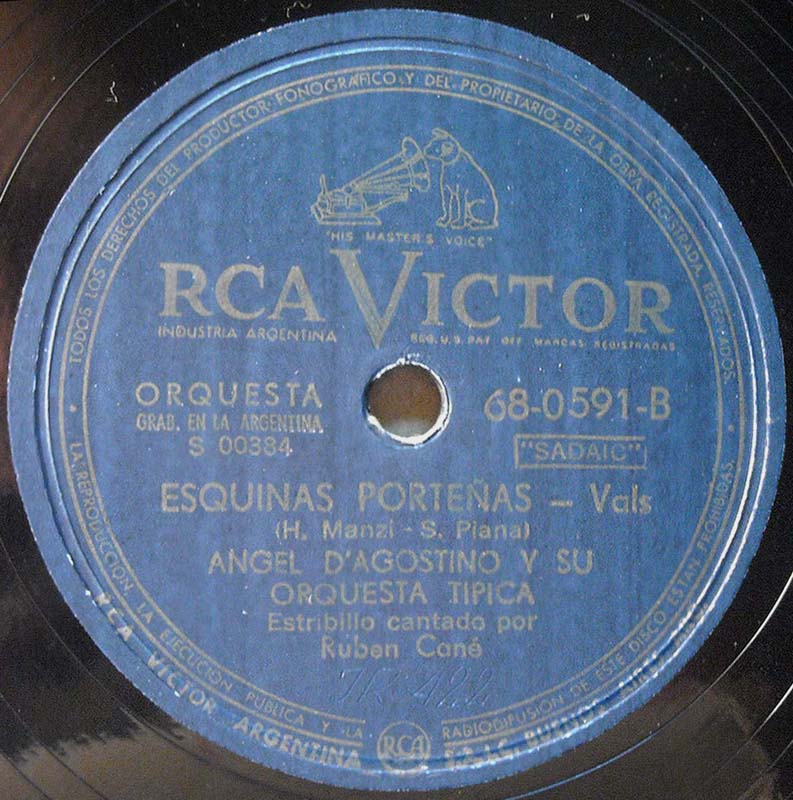 TODOS LOS DERECHOS DEL PRODUCTOR FONOGRÁFICO Y DEL PROPIETARIO DE LA OBRA REGISTRADA RESERVADOS
"HIS MASTER'S VOICE"
RCA VICTOR
INDUSTRIA ARGENTINA
REG. U.S. PAT. OFF. MARCAS REGISTRADAS
ORQUESTA
68-0591-B
GRAB. EN LA ARGENTINA
S 00384
"SADAIC"
ESQUINAS PORTEÑAS — Vals
(H. Manzi - S. Piana)
ANGEL D'AGOSTINO Y SU
ORQUESTA TIPICA
Estribillo cantado por
Ruben Cané
LA REPRODUCCION, LA EJECUCION PUBLICA Y LA RADIODIFUSION DE ESTE DISCO ESTAN PROHIBIDAS
RCA VICTOR ARGENTINA
RCA
BUENOS